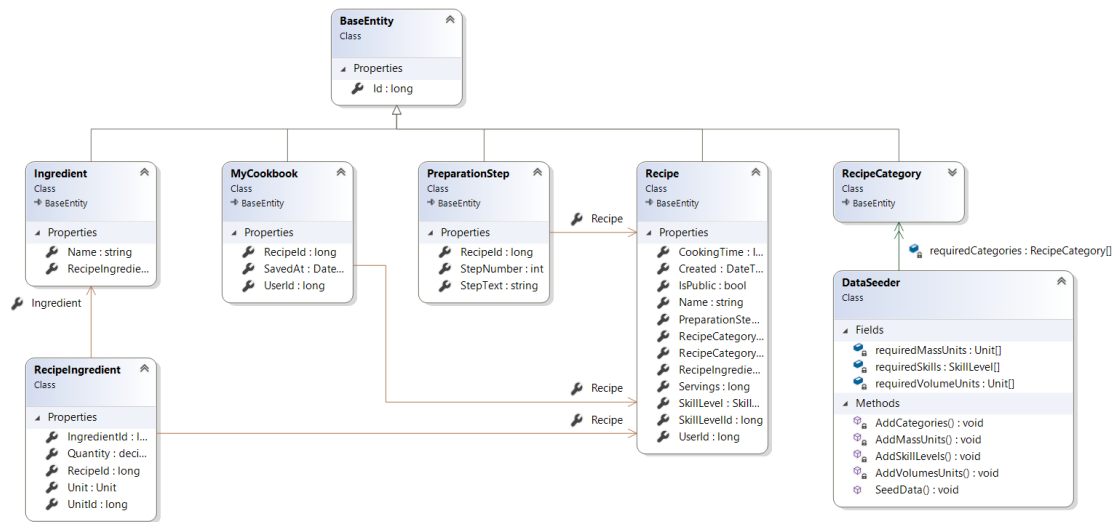 BaseEntity
Class
Properties
Id : long
Ingredient
Class
BaseEntity
Properties
Name : string
RecipeIngredie...
MyCookbook
Class
BaseEntity
Properties
RecipeId : long
SavedAt : Date...
UserId : long
PreparationStep
Class
BaseEntity
Properties
RecipeId : long
StepNumber : int
StepText : string
Recipe
Recipe
Class
BaseEntity
Properties
CookingTime : l...
Created : DateT...
IsPublic : bool
Name : string
PreparationSte...
RecipeCategory...
RecipeCategory...
RecipeIngredie...
Servings : long
SkillLevel : Skill...
SkillLevelId : long
UserId : long
RecipeCategory
Class
BaseEntity
requiredCategories : RecipeCategory[]
DataSeeder
Class
Fields
requiredMassUnits : Unit[]
requiredSkills : SkillLevel[]
requiredVolumeUnits : Unit[]
Methods
AddCategories() : void
AddMassUnits() : void
AddSkillLevels() : void
AddVolumesUnits() : void
SeedData() : void
Ingredient
RecipeIngredient
Class
Properties
IngredientId : l...
Quantity : deci...
RecipeId : long
Unit : Unit
UnitId : long
Recipe
Recipe